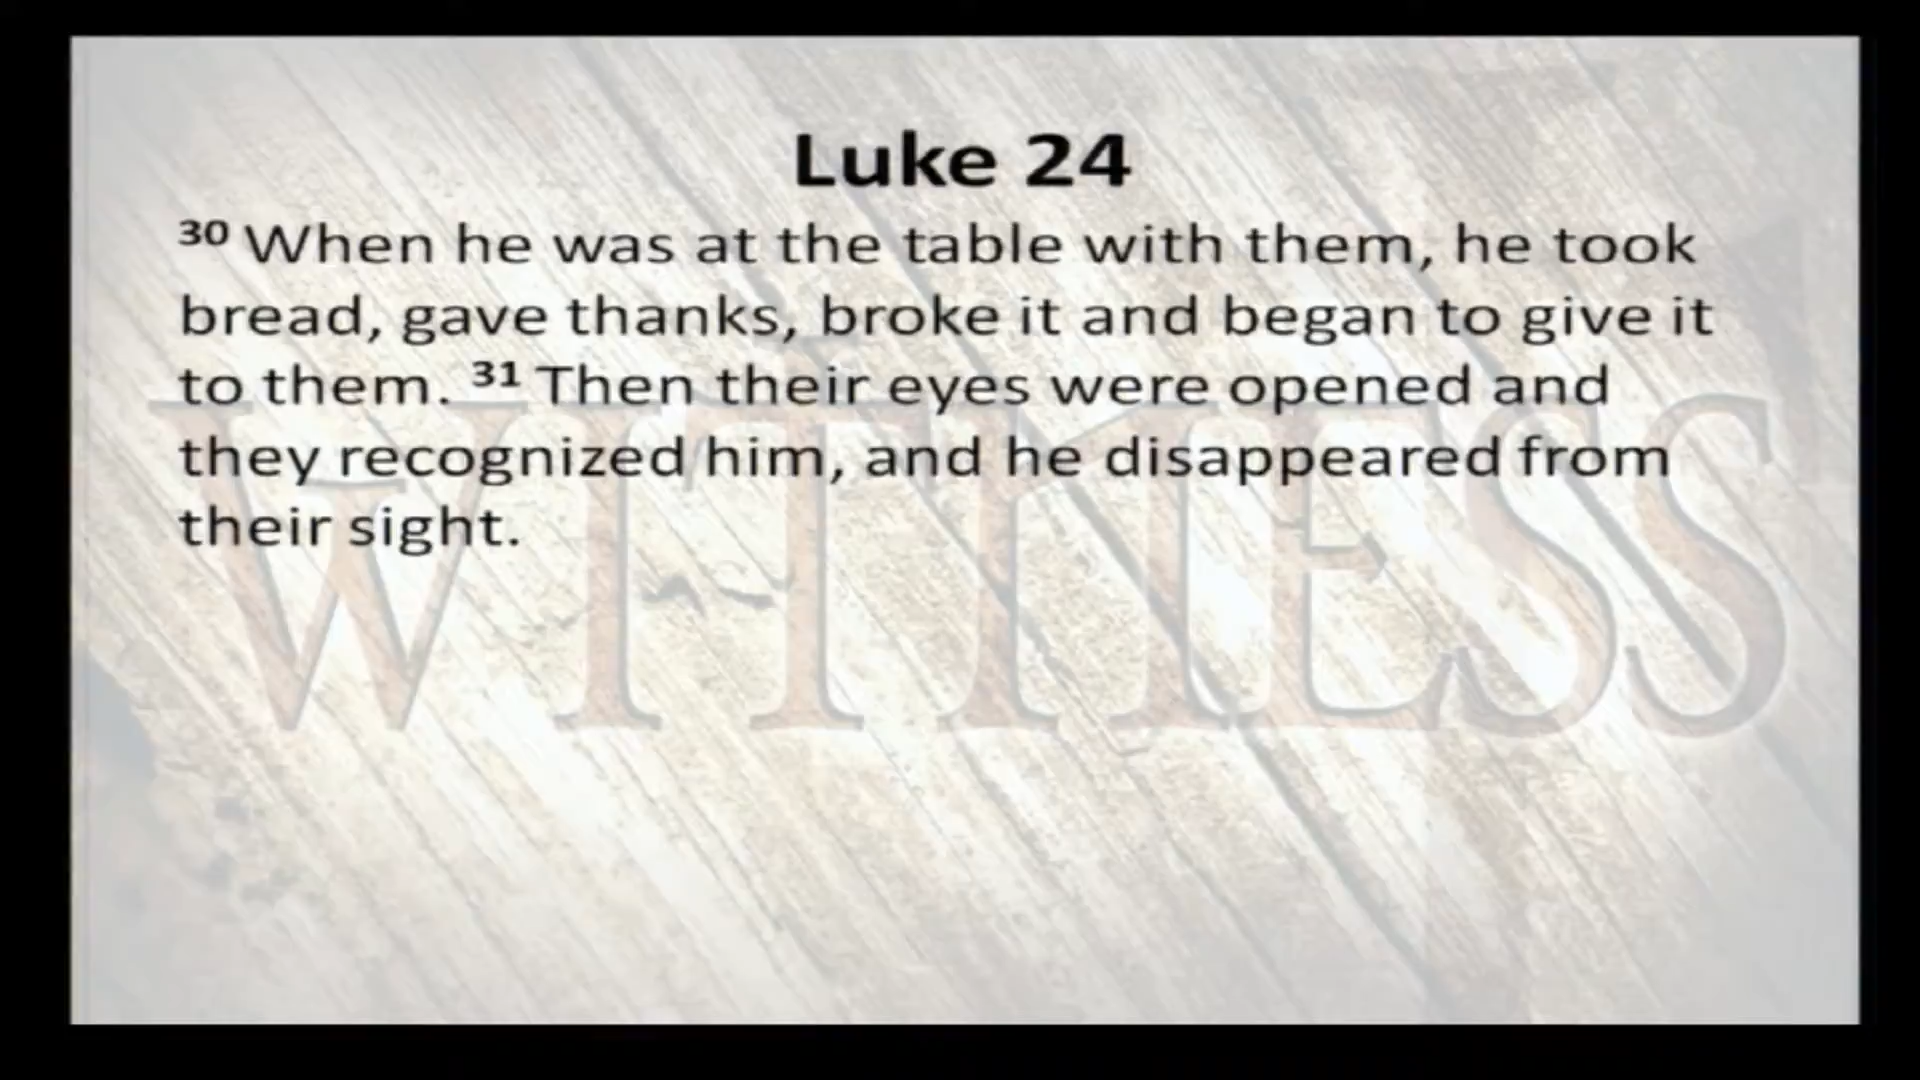 Luke 24
30 When he was at the table with them, he took
bread, gave thanks, broke it and began to give it
to them. 31 Then their eyes were opened and
they recognized him, and he disappeared from
their sight.
WITNESS